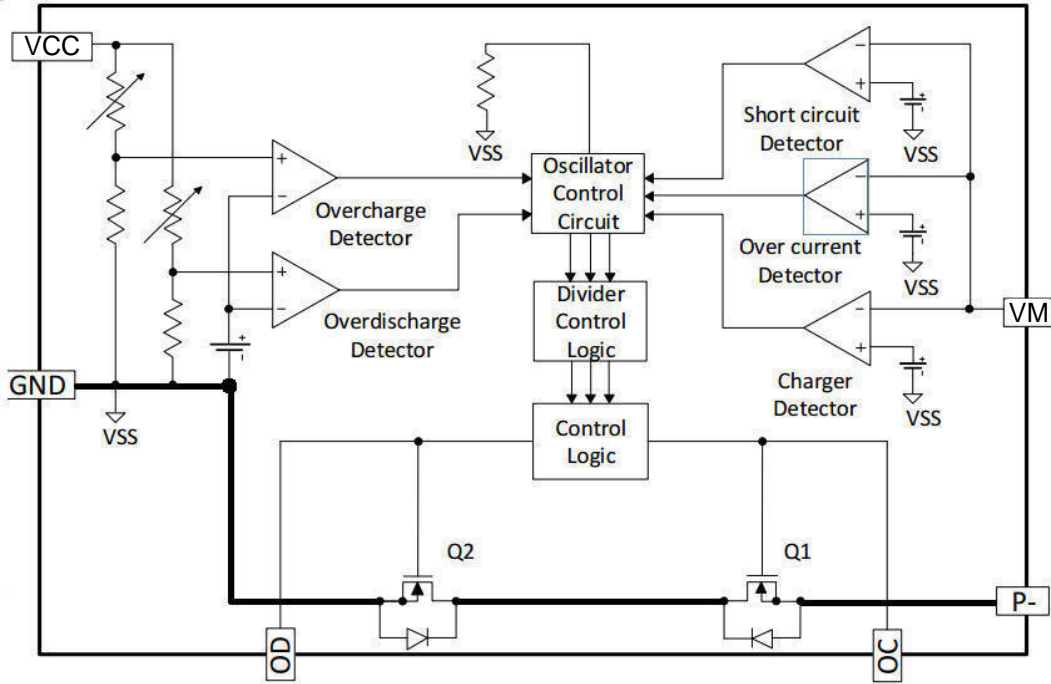 VCC
VSS
Short circuit
Detector
VSS
Oscillator
Control
Circuit
Overcharge
Detector
Over current
Detector
VSS
Overdischarge
Detector
Divider
Control
Logic
VM
GND
VSS
Charger
Detector
VSS
Control
Logic
Q2
Q1
P-
OD
OC
+
-
+
-
+
-
-
+
+
-
-
+
+
-
-
+
+
-